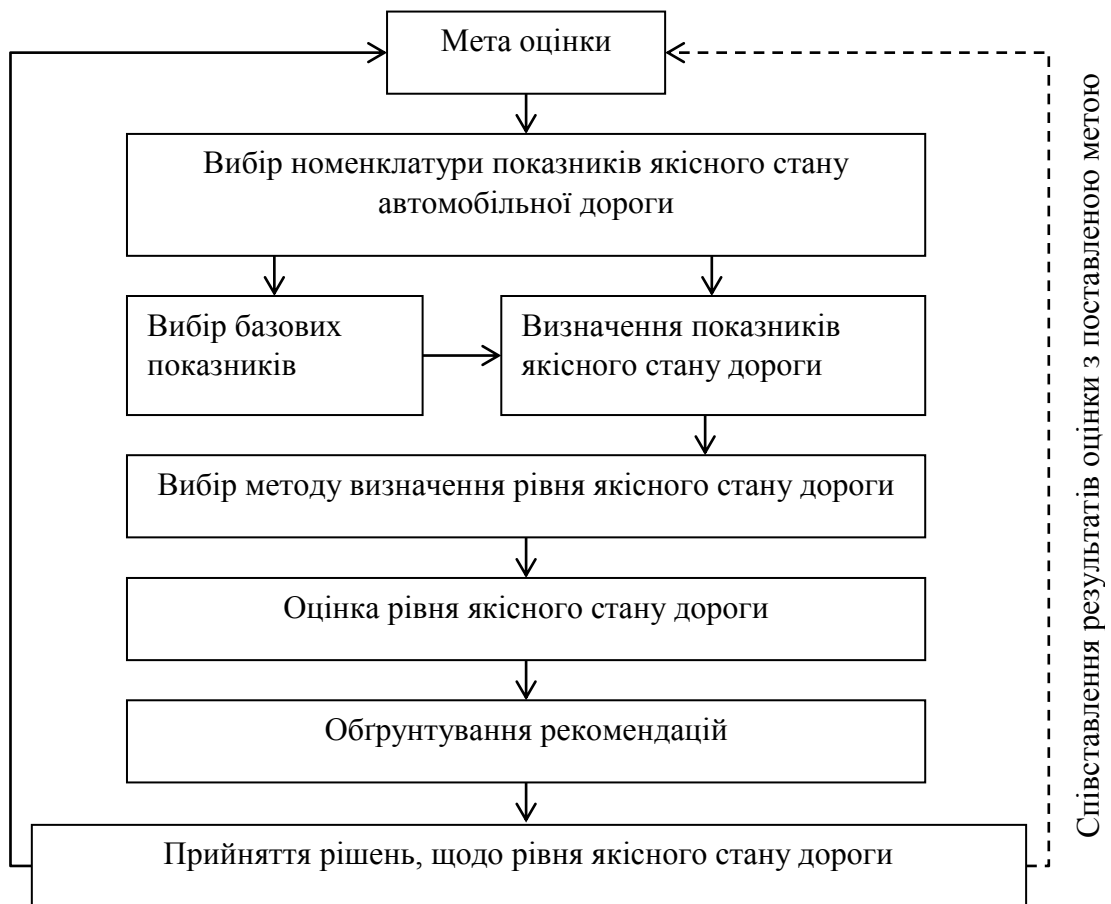 Мета оцінки
Вибір номенклатури показників якісного стану
автомобільної дороги
Вибір базових
показників
Визначення показників
якісного стану дороги
Вибір методу визначення рівня якісного стану дороги
Оцінка рівня якісного стану дороги
Обґрунтування рекомендацій
Прийняття рішень, щодо рівня якісного стану дороги
Співставлення результатів оцінки з поставленою метою